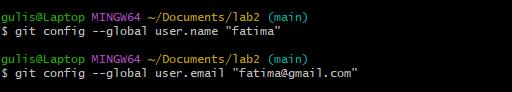 gulis@Laptop MINGW64 ~/Documents/lab2 (main)
$ git config --global user.name "fatima"
gulis@Laptop MINGW64 ~/Documents/lab2 (main)
$ git config --global user.email "fatima@gmail.com"